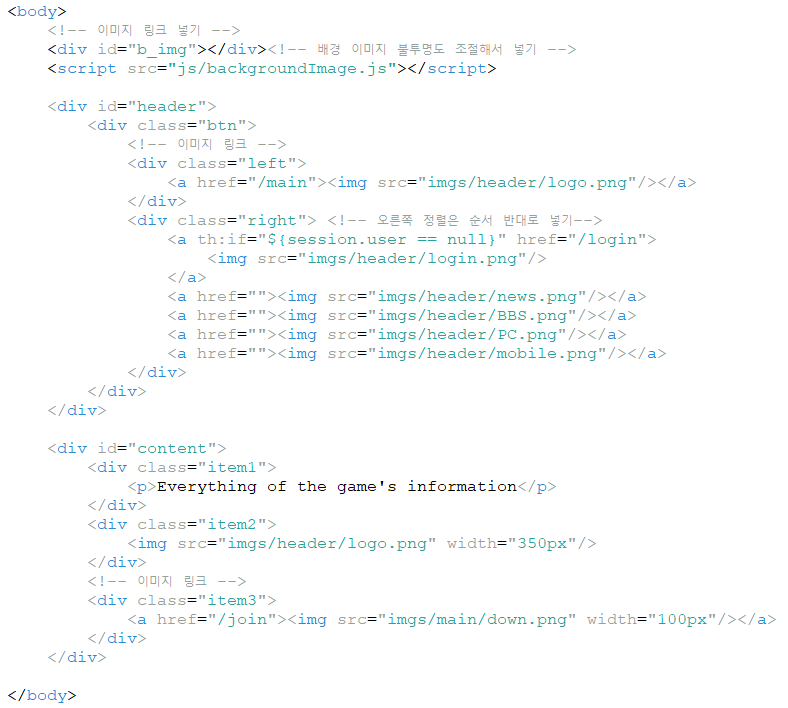 <body>
    <!-- 이미지 링크 넣기 -->
    <div id="b_img"></div><!-- 배경 이미지 불투명도 조절해서 넣기 -->
    <script src="js/backgroundImage.js"></script>

    <div id="header">
        <div class="btn">
            <!-- 이미지 링크 -->
            <div class="left">
                <a href="/main"><img src="imgs/header/logo.png"/></a>
            </div>
            <div class="right"> <!-- 오른쪽 정렬은 순서 반대로 넣기-->
                <a th:if="${session.user == null}" href="/login">
                    <img src="imgs/header/login.png"/>
                </a>
                <a href=""><img src="imgs/header/news.png"/></a>
                <a href=""><img src="imgs/header/BBS.png"/></a>
                <a href=""><img src="imgs/header/PC.png"/></a>
                <a href=""><img src="imgs/header/mobile.png"/></a>
            </div>
        </div>
    </div>

    <div id="content">
        <div class="item1">
            <p>Everything of the game's information</p>
        </div>
        <div class="item2">
            <img src="imgs/header/logo.png" width="350px"/>
        </div>
        <!-- 이미지 링크 -->
        <div class="item3">
            <a href="/join"><img src="imgs/main/down.png" width="100px"/></a>
        </div>
    </div>

</body>